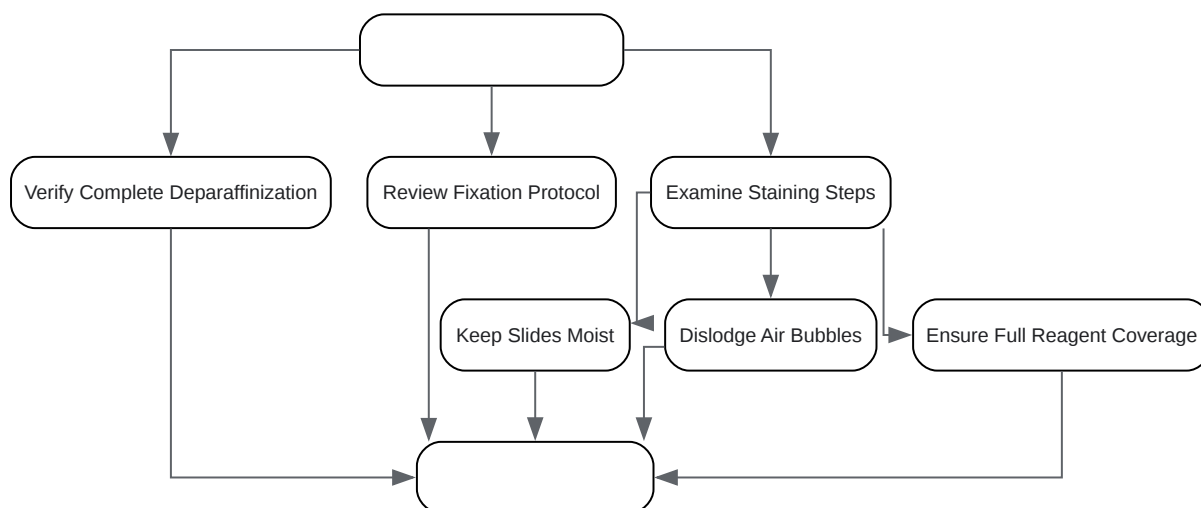 Verify Complete Deparaffinization
Review Fixation Protocol
Examine Staining Steps
Keep Slides Moist
Dislodge Air Bubbles
Ensure Full Reagent Coverage